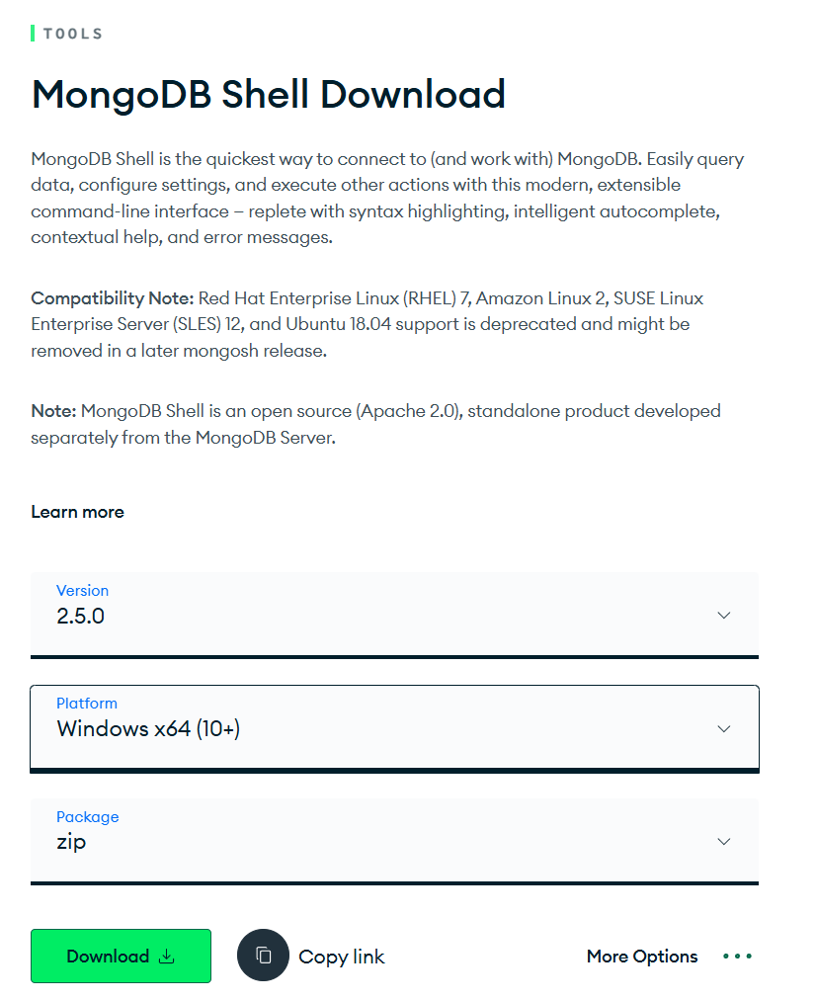 TOOLS
MongoDB Shell Download
MongoDB Shell is the quickest way to connect to (and work with) MongoDB. Easily query
data, configure settings, and execute other actions with this modern, extensible
command-line interface – replete with syntax highlighting, intelligent autocomplete,
contextual help, and error messages.
Compatibility Note: Red Hat Enterprise Linux (RHEL) 7, Amazon Linux 2, SUSE Linux
Enterprise Server (SLES) 12, and Ubuntu 18.04 support is deprecated and might be
removed in a later mongosh release.
Note: MongoDB Shell is an open source (Apache 2.0), standalone product developed
separately from the MongoDB Server.
Learn more
Version
2.5.0
Platform
Windows x64 (10+)
Package
zip
Download
Copy link
More Options